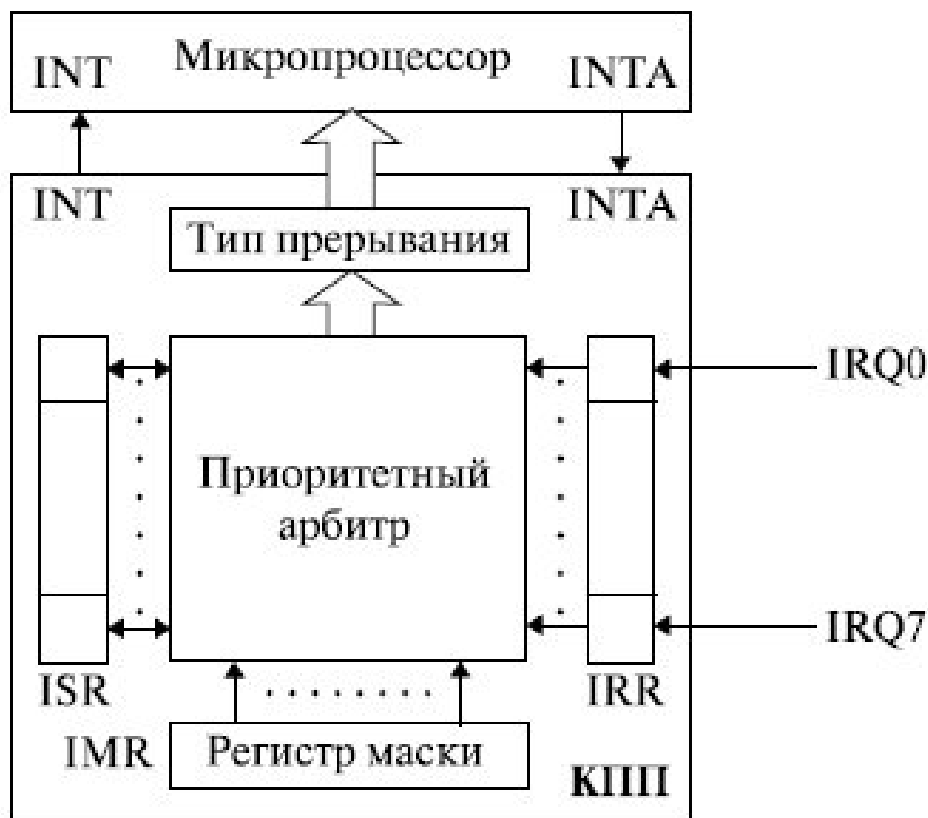 INT Микропроцессор INTA
INT INTA
Тип прерывания
IRQ0
Приоритетный
арбитр
IRQ7
ISR IRR
IMR Регистр маски
КПП